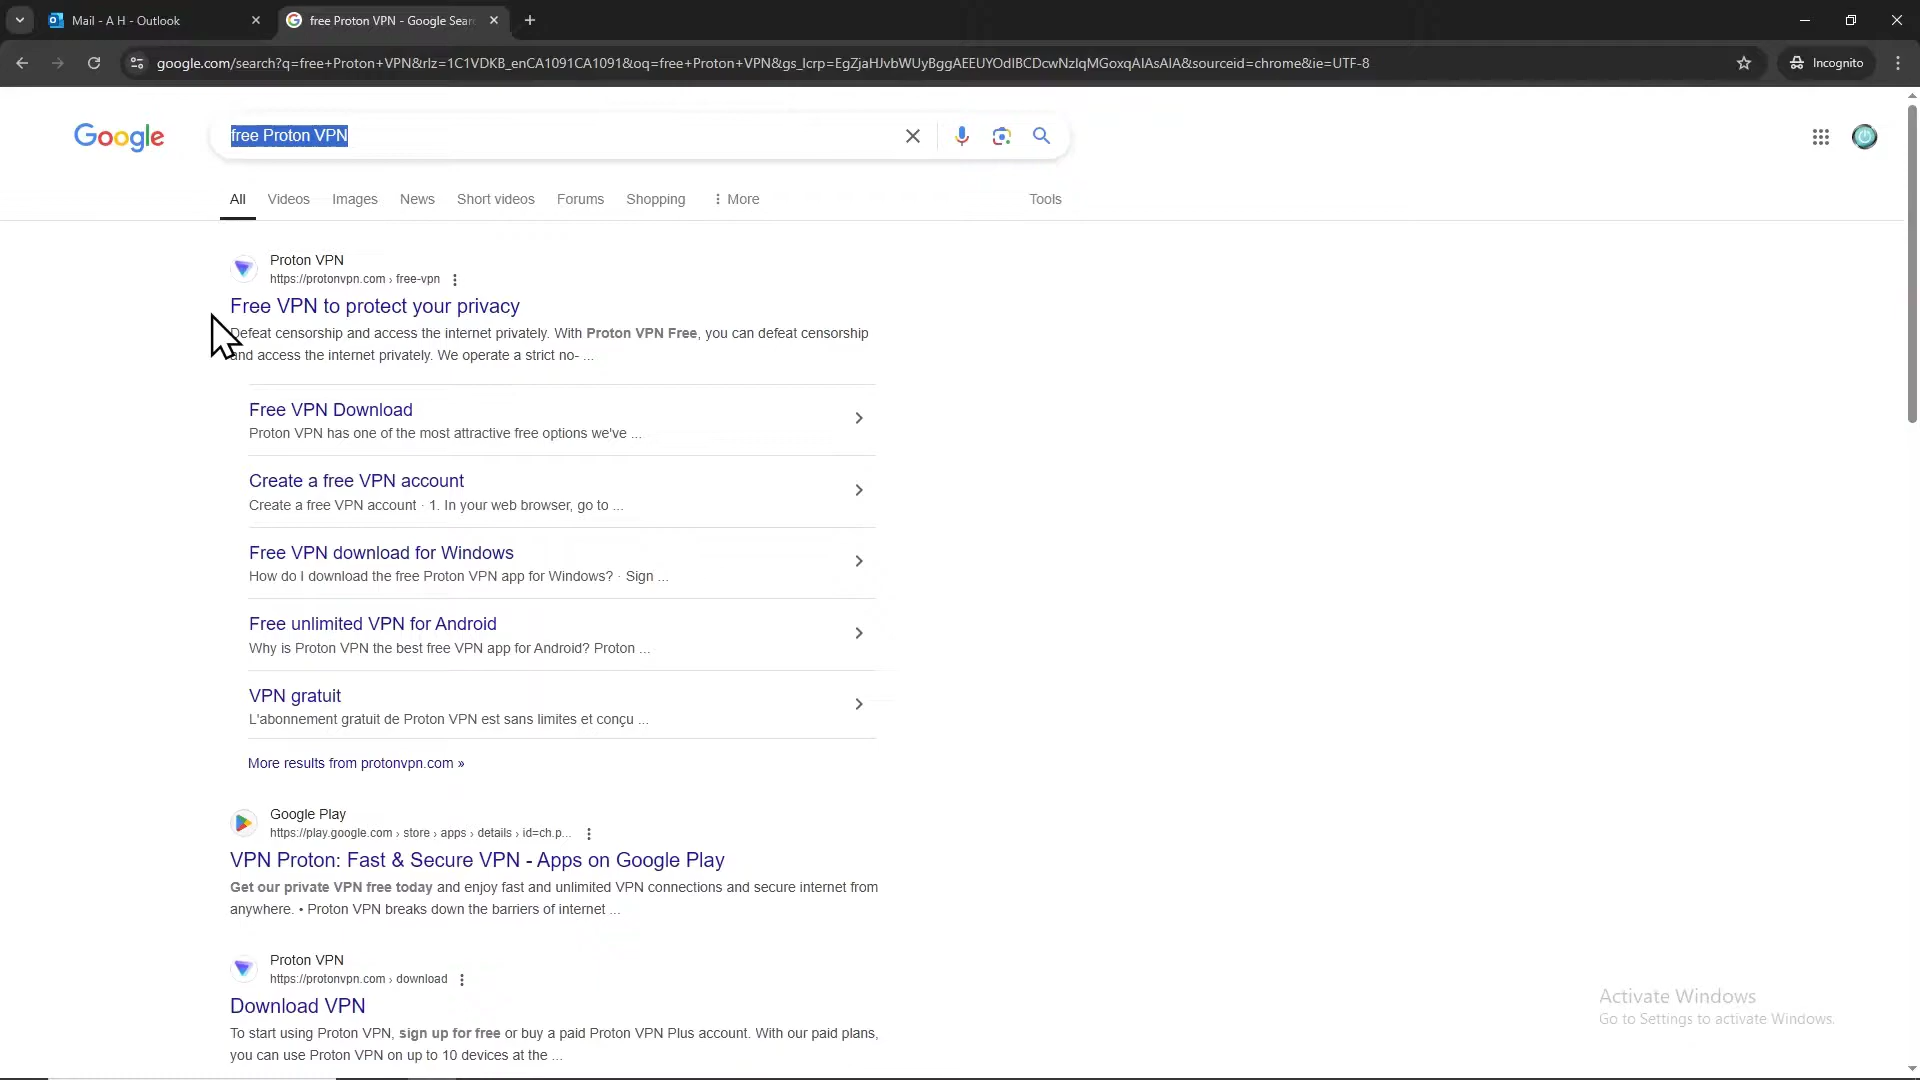 Mail - A H - Outlook
free Proton VPN - Google Sear
google.com/search?q=free+Proton+VPN&rlz=1C1VDKB_enCA1091CA1091&oq=free+Proton+VPN&gs_lcrp=EgZjaHJvbWUyBggAEEUYOdIBCDcwNzlqMGoxqAIAsAIA&sourceid=chrome&ie=UTF-8
Incognito
Google
free Proton VPN
All
Videos
Images
News
Short videos
Forums
Shopping
More
Tools
Proton VPN
https://protonvpn.com › free-vpn
Free VPN to protect your privacy
Defeat censorship and access the internet privately. With Proton VPN Free, you can defeat censorship
and access the internet privately. We operate a strict no- ...
Free VPN Download
Proton VPN has one of the most attractive free options we've ...
Create a free VPN account
Create a free VPN account · 1. In your web browser, go to ...
Free VPN download for Windows
How do I download the free Proton VPN app for Windows? · Sign ...
Free unlimited VPN for Android
Why is Proton VPN the best free VPN app for Android? Proton ...
VPN gratuit
L'abonnement gratuit de Proton VPN est sans limites et conçu ...
More results from protonvpn.com »
Google Play
https://play.google.com › store › apps › details › id=ch.p...
VPN Proton: Fast & Secure VPN - Apps on Google Play
Get our private VPN free today and enjoy fast and unlimited VPN connections and secure internet from
anywhere. • Proton VPN breaks down the barriers of internet ...
Proton VPN
https://protonvpn.com › download
Download VPN
To start using Proton VPN, sign up for free or buy a paid Proton VPN Plus account. With our paid plans,
you can use Proton VPN on up to 10 devices at the ...
Activate Windows
Go to Settings to activate Windows.